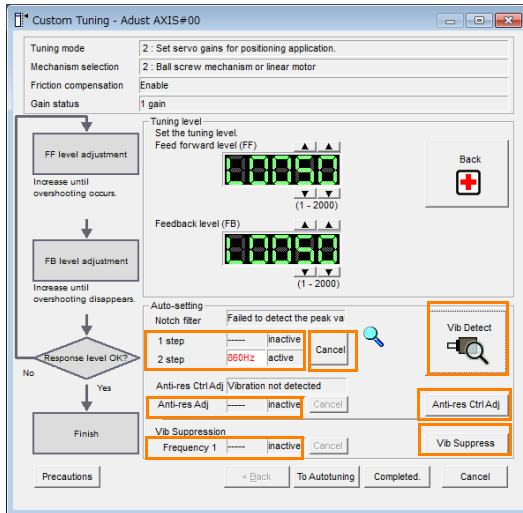 Custom Tuning - Adust AXIS#00
Tuning mode 2 : Set servo gains for positioning application.
Mechanism selection 2 : Ball screw mechanism or linear motor
Friction compensation Enable
Gain status 1 gain
FF level adjustment
Increase until
overshooting occurs.
FB level adjustment
Increase until
overshooting disappears.
Response level OK?
No
Yes
Finish
Tuning level
Set the tuning level.
Feed forward level (FF)
0050
(1 - 2000)
Feedback level (FB)
0050
(1 - 2000)
Back
Auto-setting
Notch filter Failed to detect the peak va
1 step ----- inactive
2 step 860Hz active
Cancel
Vib Detect
Anti-res Ctrl Adj Vibration not detected
Anti-res Adj ----- inactive Cancel
Anti-res Ctrl Adj
Vib Suppression
Frequency 1 ----- inactive Cancel
Vib Suppress
Precautions
< Back
To Autotuning
Completed.
Cancel